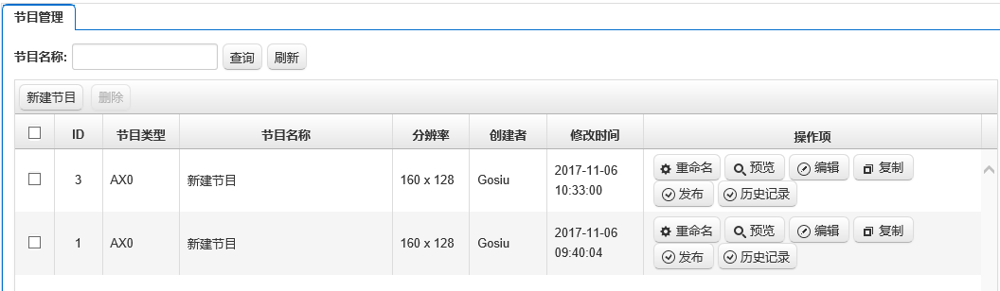 节目管理
节目名称: 查询 刷新
新建节目 删除
ID 节目类型 节目名称 分辨率 创建者 修改时间 操作项
3 AX0 新建节目 160 x 128 Gosiu 2017-11-06 10:33:00 重命名 预览 编辑 复制
发布 历史记录
1 AX0 新建节目 160 x 128 Gosiu 2017-11-06 09:40:04 重命名 预览 编辑 复制
发布 历史记录